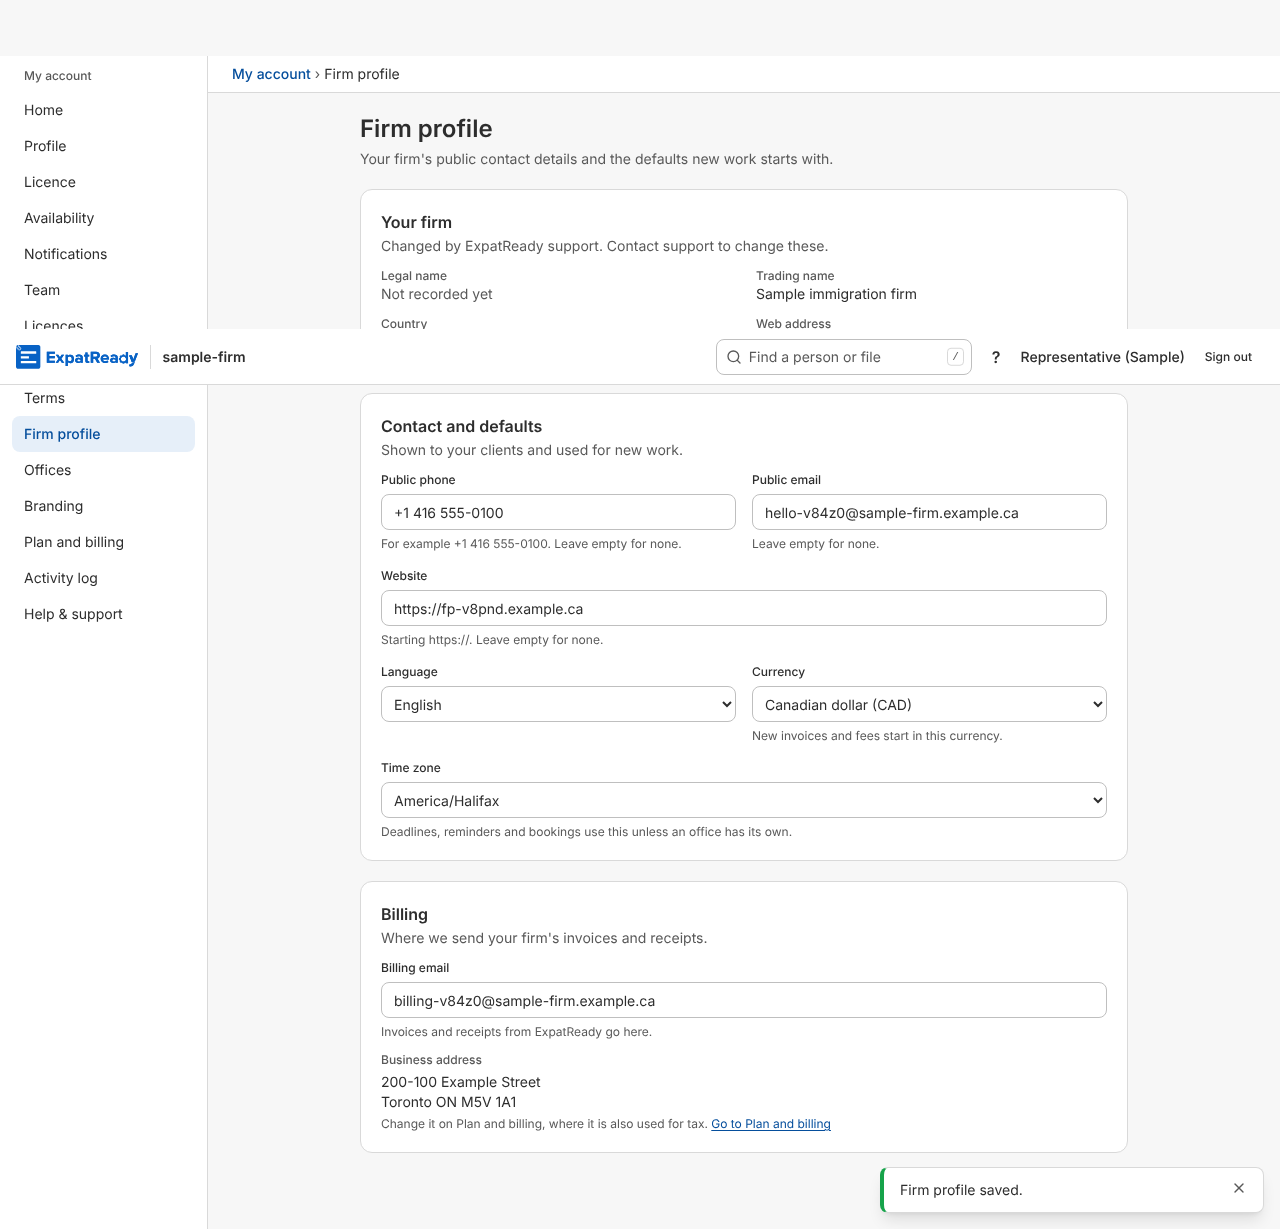 My account
Home
Profile
Licence
Availability
Notifications
Team
Licences
My account › Firm profile
Firm profile
Your firm's public contact details and the defaults new work starts with.
Your firm
Changed by ExpatReady support. Contact support to change these.
Legal name
Not recorded yet
Trading name
Sample immigration firm
Country
Web address
ExpatReady
sample-firm
Find a person or file
/
?
Representative (Sample)
Sign out
Terms
Firm profile
Offices
Branding
Plan and billing
Activity log
Help & support
Contact and defaults
Shown to your clients and used for new work.
Public phone
+1 416 555-0100
For example +1 416 555-0100. Leave empty for none.
Public email
hello-v84z0@sample-firm.example.ca
Leave empty for none.
Website
https://fp-v8pnd.example.ca
Starting https://. Leave empty for none.
Language
English
Currency
Canadian dollar (CAD)
New invoices and fees start in this currency.
Time zone
America/Halifax
Deadlines, reminders and bookings use this unless an office has its own.
Billing
Where we send your firm's invoices and receipts.
Billing email
billing-v84z0@sample-firm.example.ca
Invoices and receipts from ExpatReady go here.
Business address
200-100 Example Street
Toronto ON M5V 1A1
Change it on Plan and billing, where it is also used for tax. Go to Plan and billing
Firm profile saved.